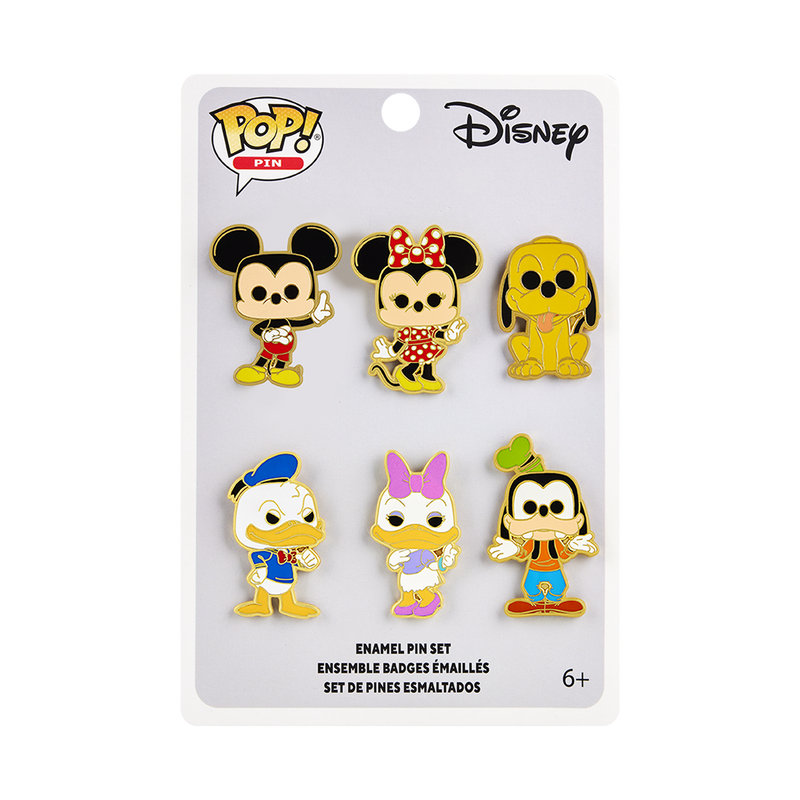 POP!®
PIN
Disney
ENAMEL PIN SET
ENSEMBLE BADGES ÉMAILLÉS
SET DE PINES ESMALTADOS
6+